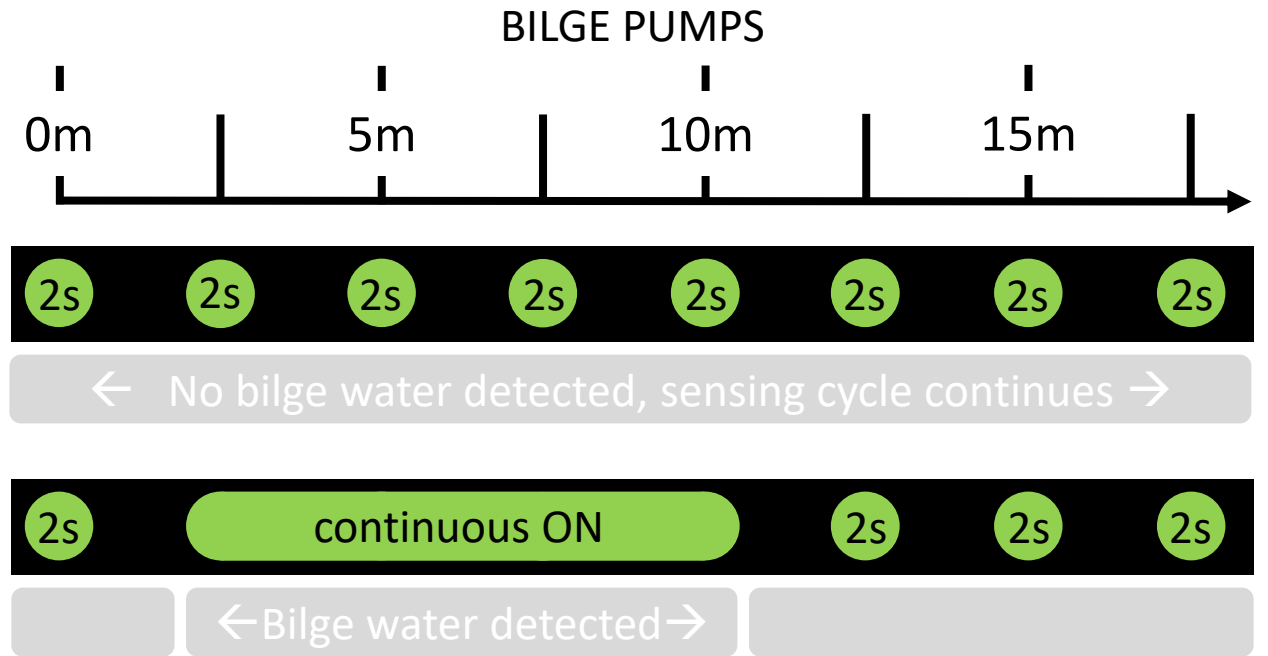 BILGE PUMPS
0m 5m 10m 15m
2s 2s 2s 2s 2s 2s 2s 2s
← No bilge water detected, sensing cycle continues →
2s continuous ON 2s 2s 2s
←Bilge water detected→